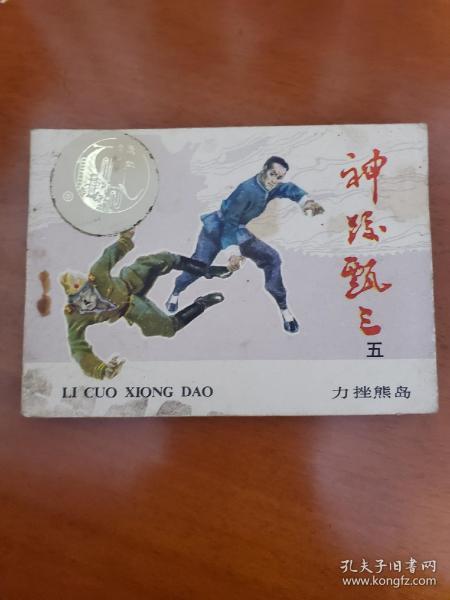 神跤甄三
五
LI CUO XIONG DAO
力挫熊岛
孔夫子旧书网
www.kongfz.com